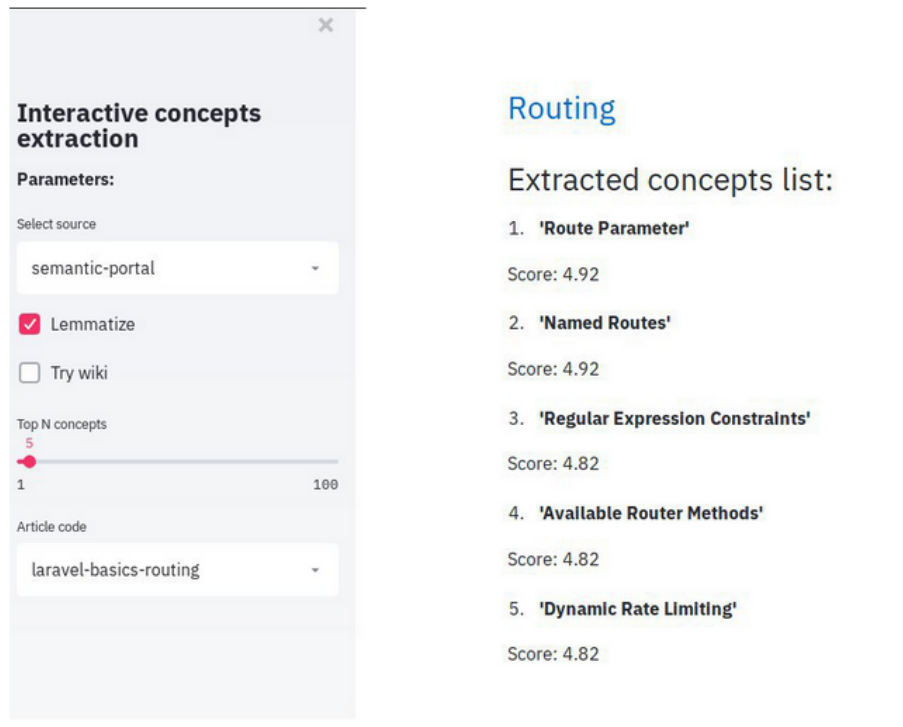 Interactive concepts
extraction
Parameters:
Select source
semantic-portal
Lemmatize
Try wiki
Top N concepts
5
1 100
Article code
laravel-basics-routing
Routing
Extracted concepts list:
1. 'Route Parameter'
Score: 4.92
2. 'Named Routes'
Score: 4.92
3. 'Regular Expression Constraints'
Score: 4.82
4. 'Available Router Methods'
Score: 4.82
5. 'Dynamic Rate Limiting'
Score: 4.82